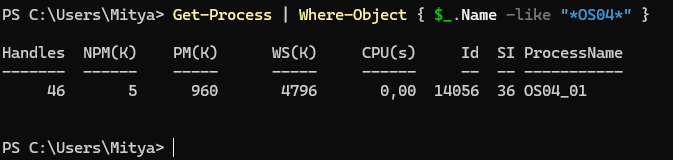 PS C:\Users\Mitya> Get-Process | Where-Object { $_.Name -like "*OS04*" }
Handles  NPM(K)    PM(K)      WS(K)     CPU(s)     Id  SI ProcessName
-------  ------    -----      -----     ------     --  -- -----------
     46       5      960       4796       0,00  14056  36 OS04_01
PS C:\Users\Mitya>